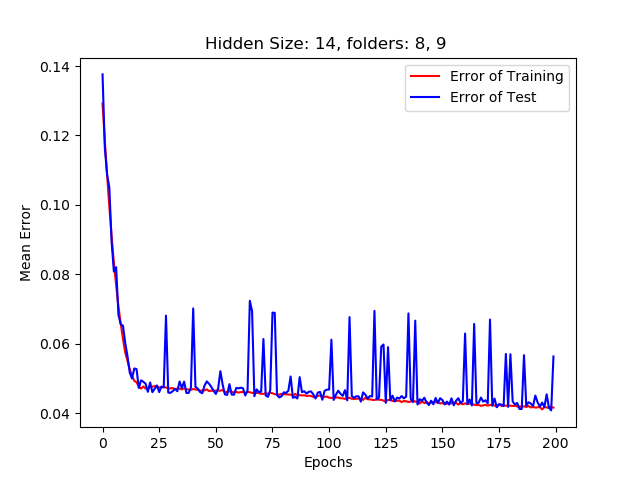 Hidden Size: 14, folders: 8, 9
Error of Training
Error of Test
Mean Error
0.14
0.12
0.10
0.08
0.06
0.04
0 25 50 75 100 125 150 175 200
Epochs